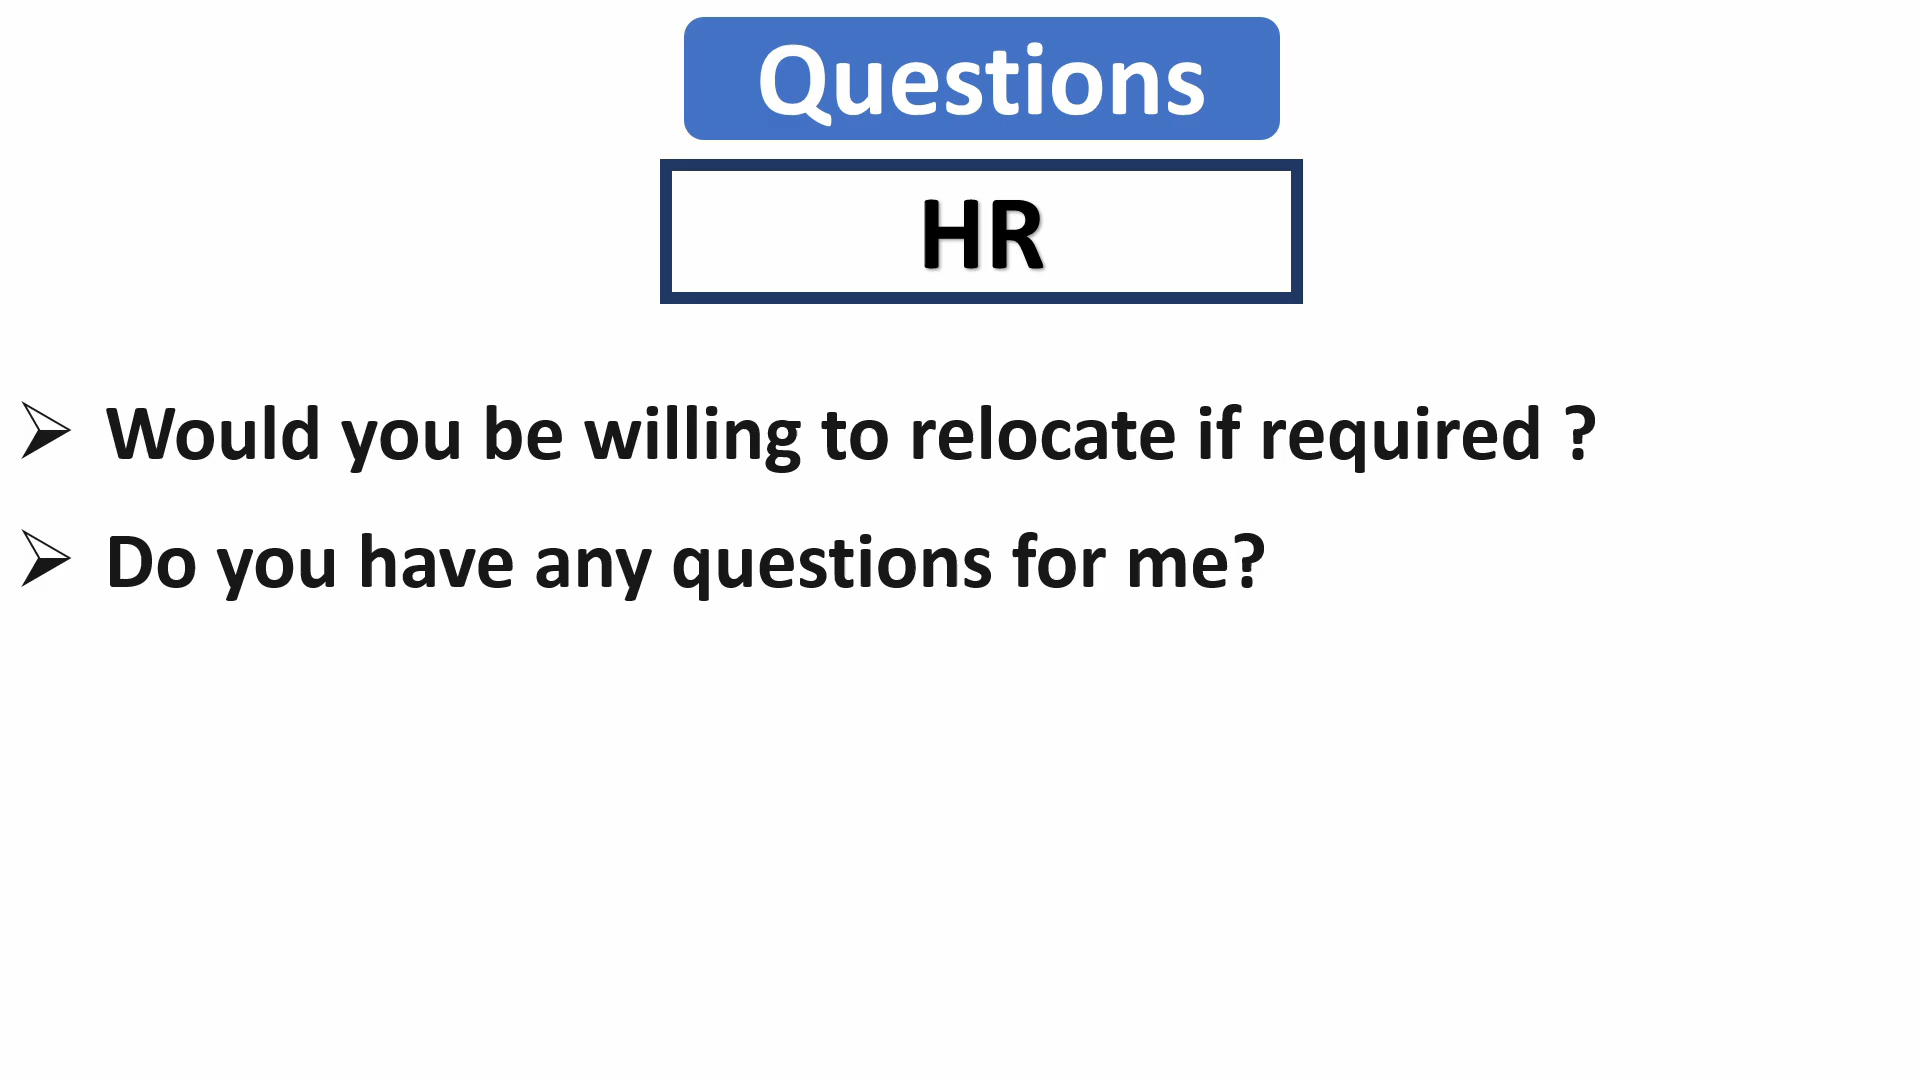 Questions
HR
Would you be willing to relocate if required ?
Do you have any questions for me?